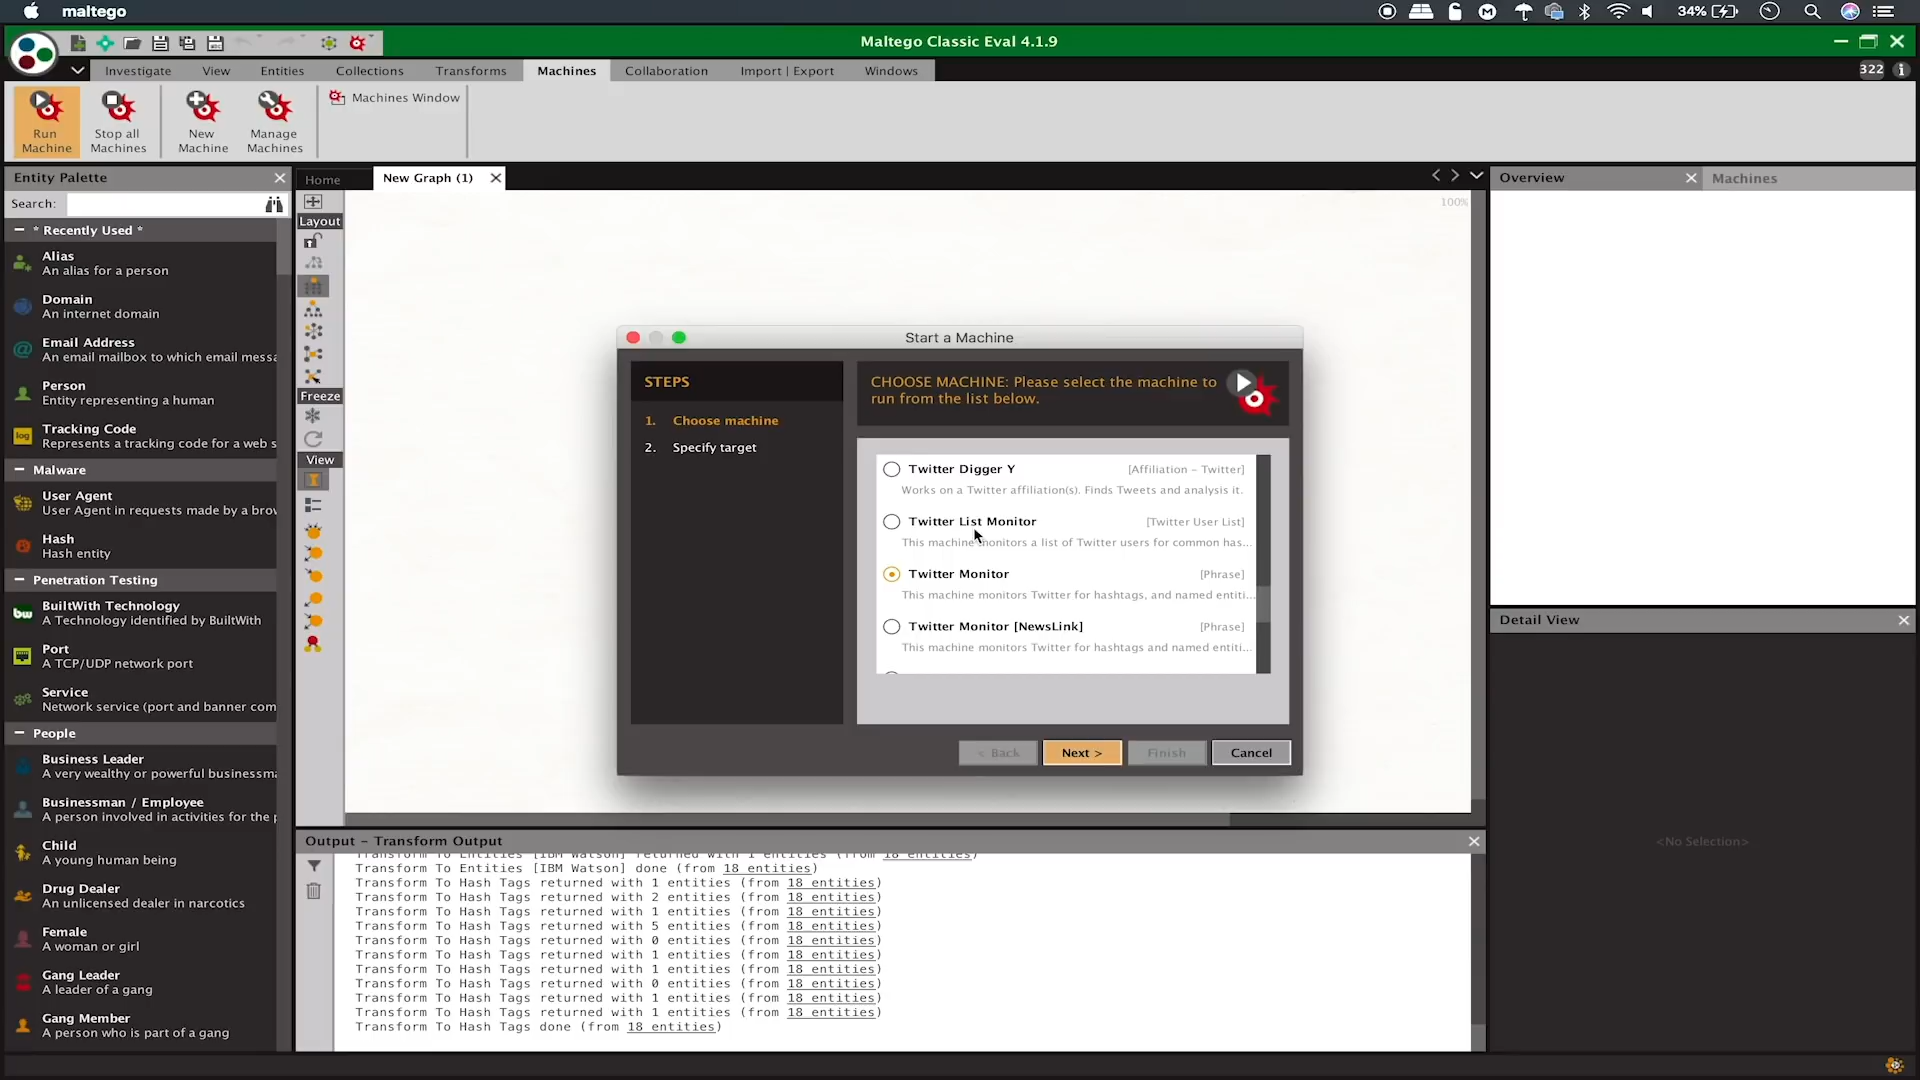 maltego
34%
Maltego Classic Eval 4.1.9
Investigate View Entities Collections Transforms Machines Collaboration Import | Export Windows
322
Run Machine
Stop all Machines
New Machine
Manage Machines
Machines Window
Entity Palette
Search:
* Recently Used *
Alias
An alias for a person
Domain
An internet domain
Email Address
An email mailbox to which email messa
Person
Entity representing a human
Tracking Code
Represents a tracking code for a web s
Malware
User Agent
User Agent in requests made by a brow
Hash
Hash entity
Penetration Testing
BuiltWith Technology
A Technology identified by BuiltWith
Port
A TCP/UDP network port
Service
Network service (port and banner com
People
Business Leader
A very wealthy or powerful businessma
Businessman / Employee
A person involved in activities for the p
Child
A young human being
Drug Dealer
An unlicensed dealer in narcotics
Female
A woman or girl
Gang Leader
A leader of a gang
Gang Member
A person who is part of a gang
Home
New Graph (1)
100%
Layout
Freeze
View
Start a Machine
STEPS
1. Choose machine
2. Specify target
CHOOSE MACHINE: Please select the machine to
run from the list below.
Twitter Digger Y [Affiliation – Twitter]
Works on a Twitter affiliation(s). Finds Tweets and analysis it.
Twitter List Monitor [Twitter User List]
This machine monitors a list of Twitter users for common has...
Twitter Monitor [Phrase]
This machine monitors Twitter for hashtags, and named entiti...
Twitter Monitor [NewsLink] [Phrase]
This machine monitors Twitter for hashtags and named entiti...
< Back
Next >
Finish
Cancel
Overview
Machines
Detail View
<No Selection>
Output – Transform Output
Transform To Entities [IBM Watson] returned with 1 entities (from 18 entities)
Transform To Entities [IBM Watson] done (from 18 entities)
Transform To Hash Tags returned with 1 entities (from 18 entities)
Transform To Hash Tags returned with 2 entities (from 18 entities)
Transform To Hash Tags returned with 1 entities (from 18 entities)
Transform To Hash Tags returned with 5 entities (from 18 entities)
Transform To Hash Tags returned with 0 entities (from 18 entities)
Transform To Hash Tags returned with 1 entities (from 18 entities)
Transform To Hash Tags returned with 1 entities (from 18 entities)
Transform To Hash Tags returned with 0 entities (from 18 entities)
Transform To Hash Tags returned with 1 entities (from 18 entities)
Transform To Hash Tags returned with 1 entities (from 18 entities)
Transform To Hash Tags done (from 18 entities)